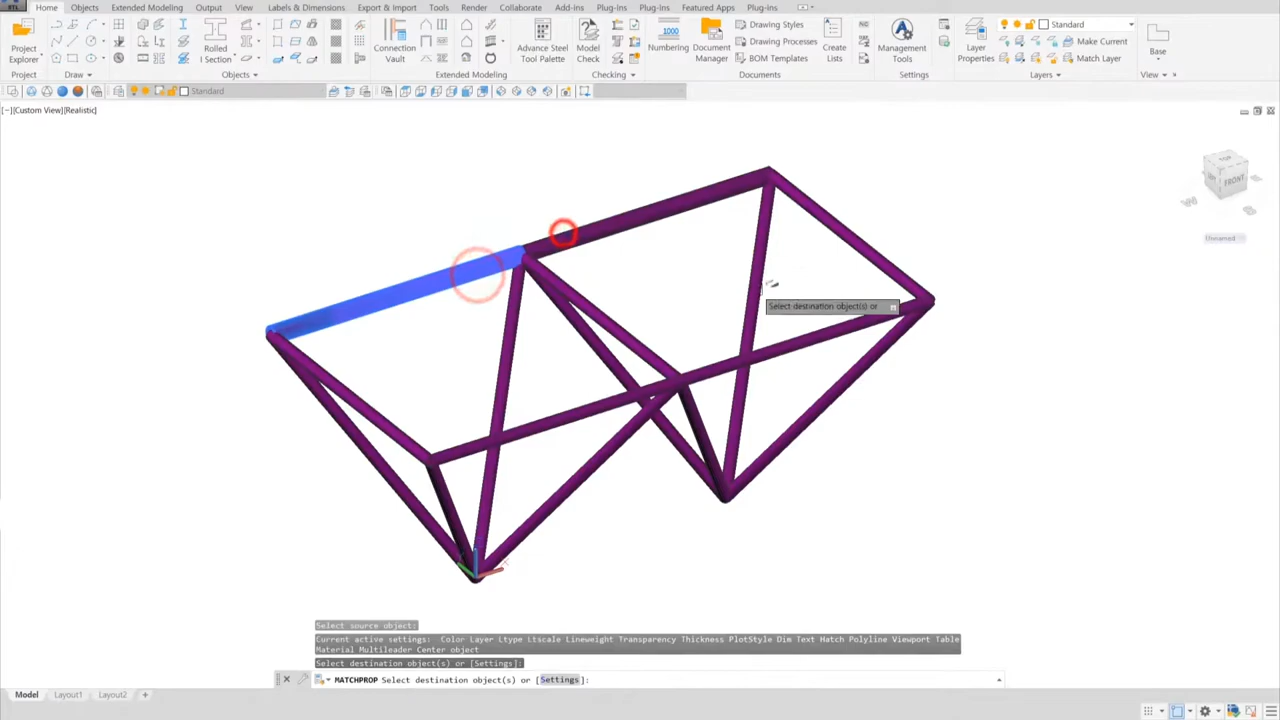 Home Objects Extended Modeling Output View Labels & Dimensions Export & Import Tools Render Collaborate Add-ins Plug-ins Plug-ins Featured Apps Plug-ins
Project Explorer
Rolled I Section
Connection Vault
Advance Steel Tool Palette
Model Check
1000
Numbering
Document Manager
Drawing Styles
Drawing Processes
BOM Templates
Create Lists
Management Tools
Layer Properties
Standard
Make Current
Match Layer
Base
Project Draw Objects Extended Modeling Checking Documents Settings Layers View
Standard
[−][Custom View][Realistic]
TOP
FRONT
Unnamed
Select destination object(s) or
Select source object:
Current active settings: Color Layer Ltype Ltscale Lineweight Transparency Thickness PlotStyle Dim Text Hatch Polyline Viewport Table
Material Multileader Center object
Select destination object(s) or [Settings]:
MATCHPROP Select destination object(s) or [Settings]:
Model Layout1 Layout2 +